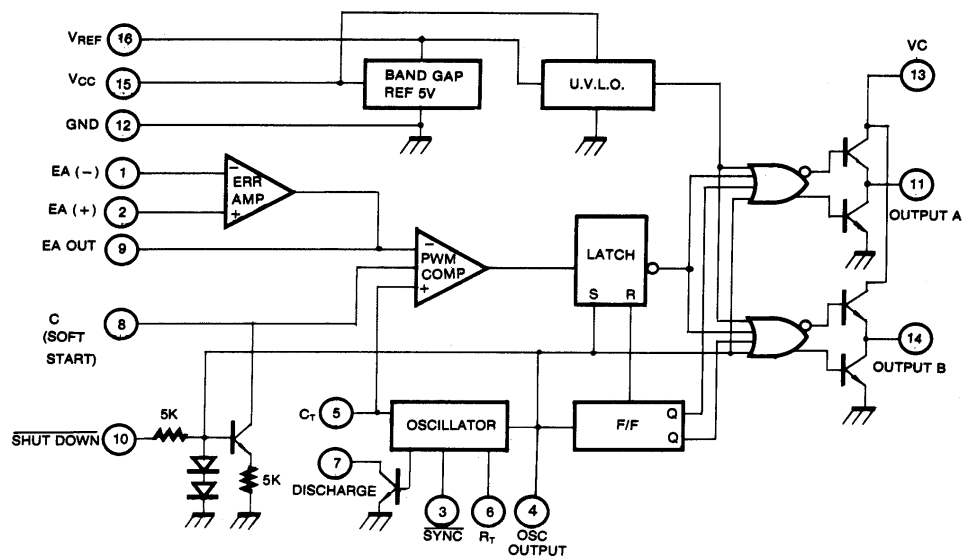 VREF 16
VCC 15
GND 12
EA (−) 1
EA (+) 2
EA OUT 9
C 8
(SOFT
START)
SHUT DOWN 10
5K
5K
BAND GAP
REF 5V
U.V.L.O.
ERR
AMP
−
+
−
PWM
COMP
+
LATCH
S R
CT 5
OSCILLATOR
F/F
Q
Q
7
DISCHARGE
3
SYNC
6
RT
4
OSC
OUTPUT
VC
13
11
OUTPUT A
14
OUTPUT B